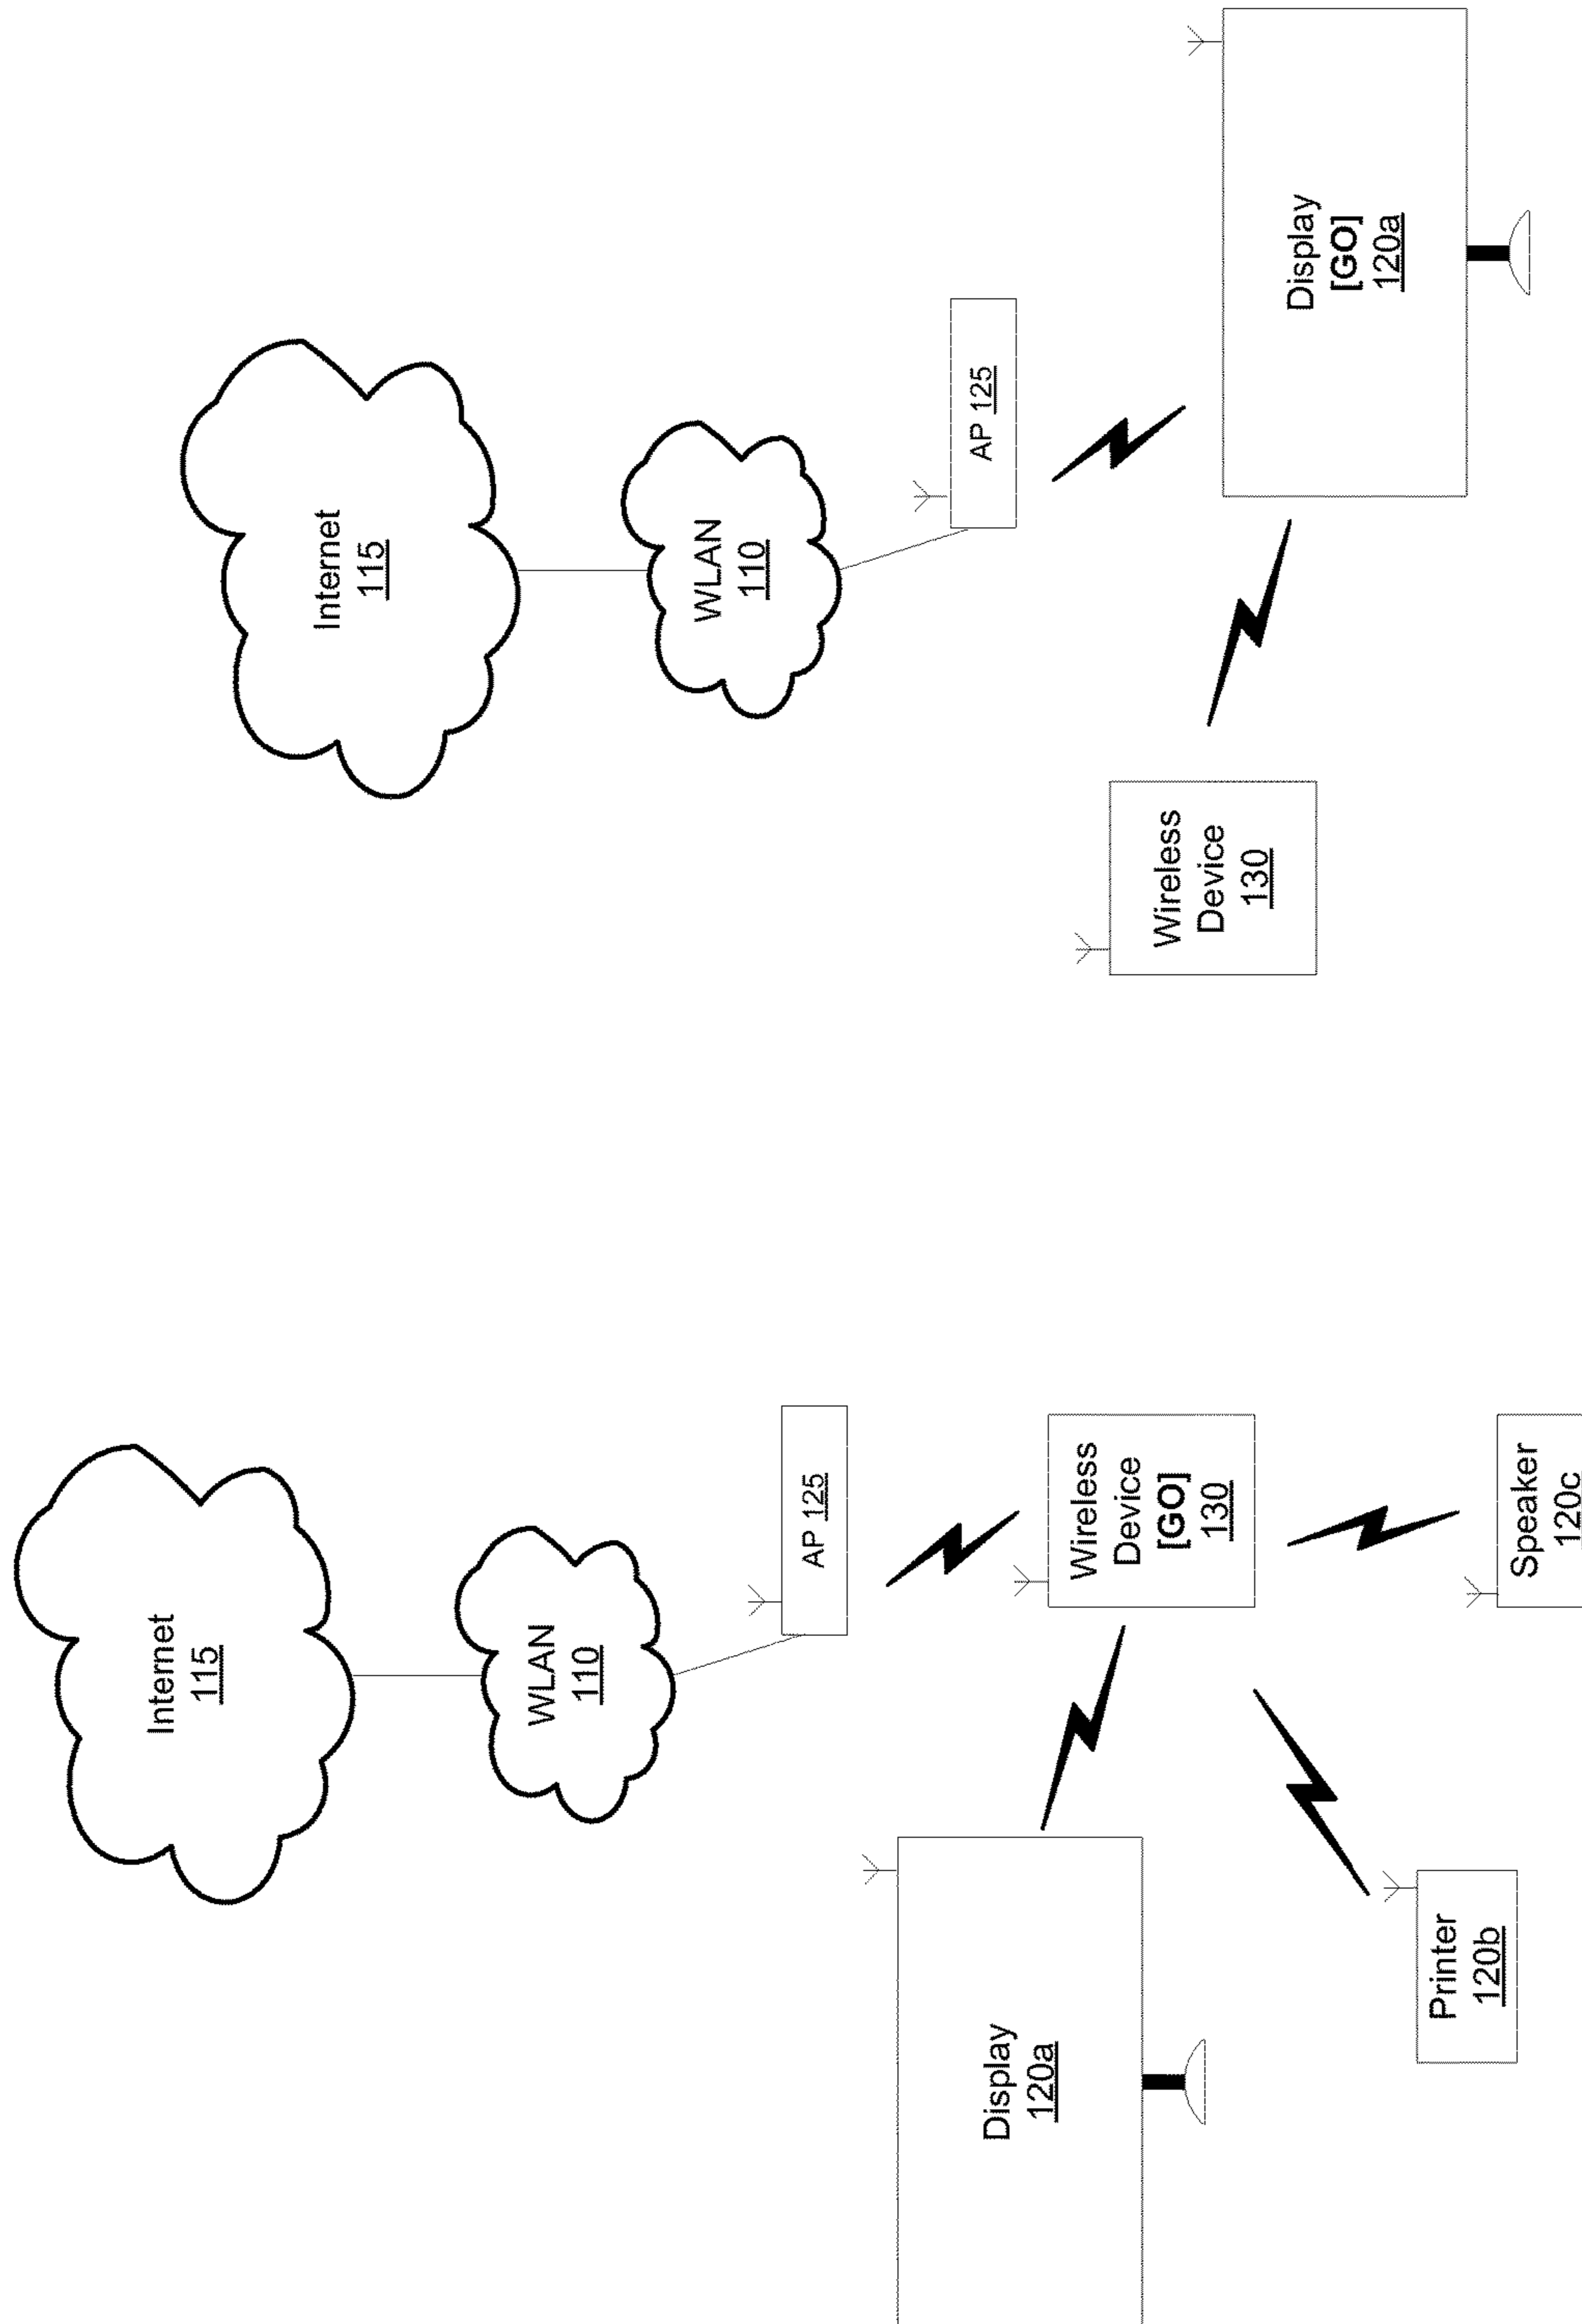 Internet
115
WLAN
110
AP 125
Display
120a
Wireless
Device
[GO]
130
Printer
120b
Speaker
120c
Internet
115
WLAN
110
AP 125
Wireless
Device
130
Display
[GO]
120a